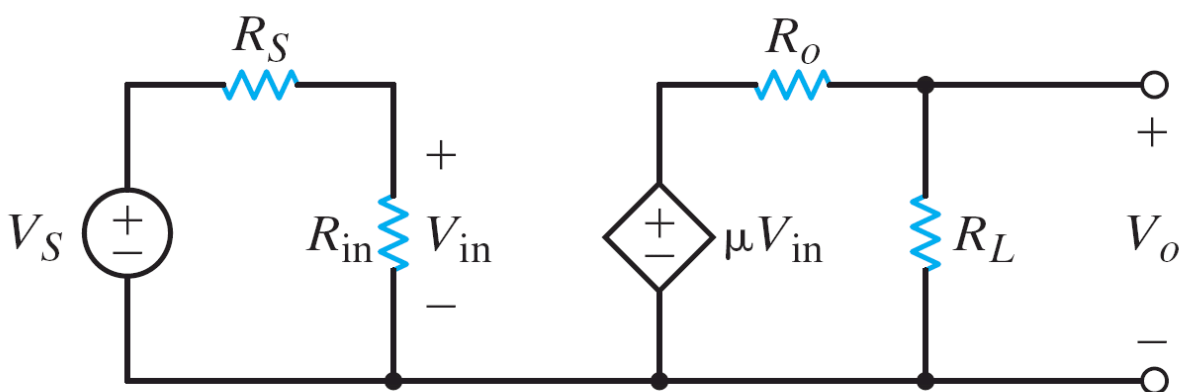 R_S
R_o
+
+
V_S
+
−
R_in
V_in
+
−
μV_in
R_L
V_o
−
−